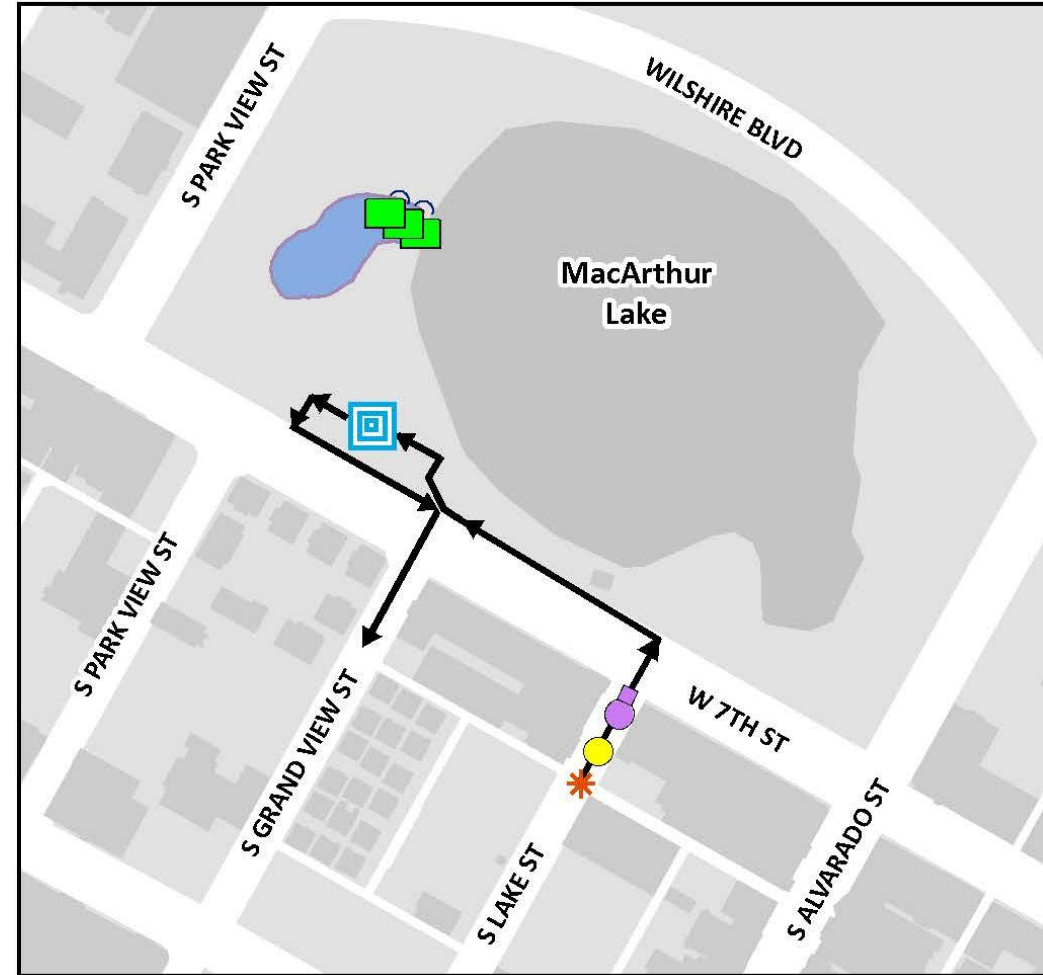 S PARK VIEW ST
WILSHIRE BLVD
MacArthur
Lake
S PARK VIEW ST
S GRAND VIEW ST
W 7TH ST
S LAKE ST
S ALVARADO ST